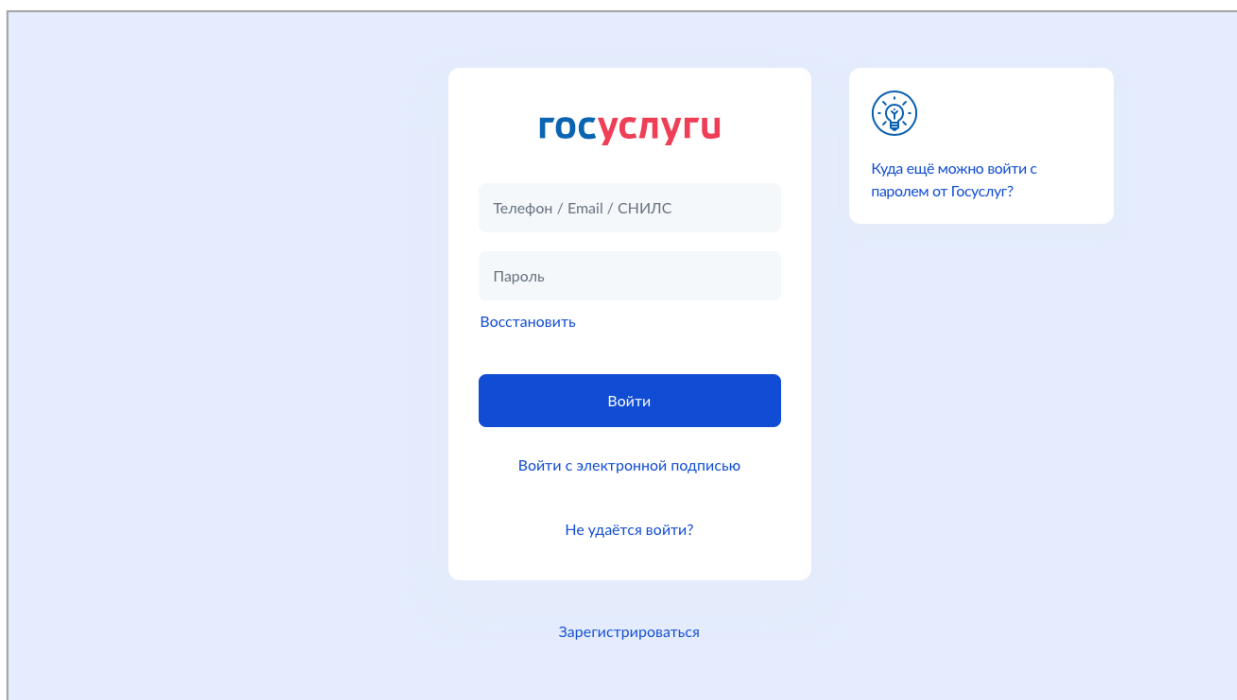 госуслуги
Телефон / Email / СНИЛС
Пароль
Восстановить
Войти
Войти с электронной подписью
Не удаётся войти?
Зарегистрироваться
Куда ещё можно войти с
паролем от Госуслуг?